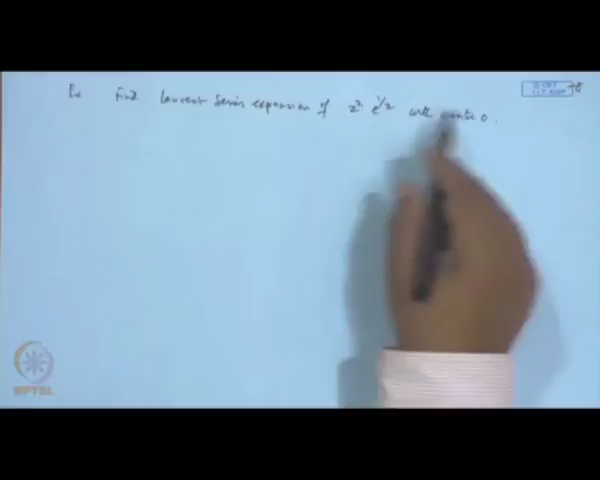 Ex Find Laurent Series expansion of z² e^{1/z} with centre 0.
NPTEL